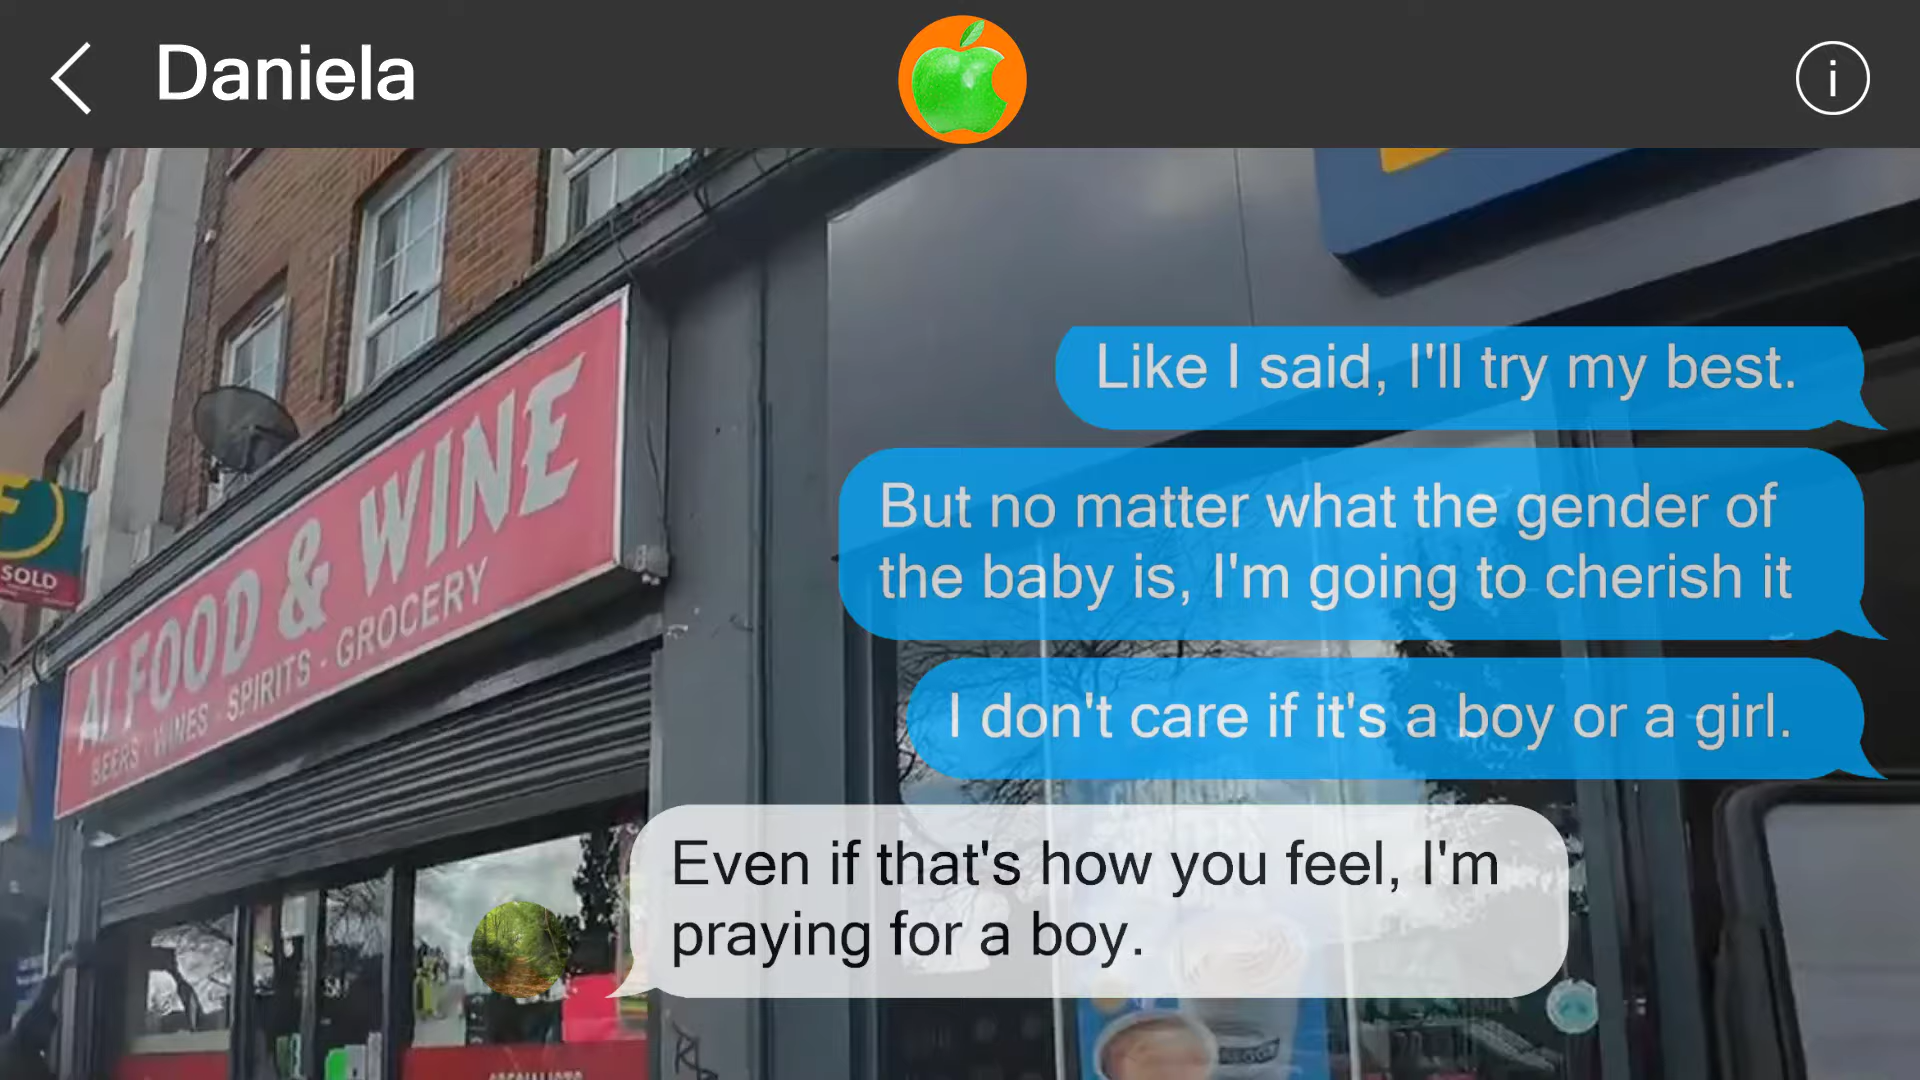 Daniela
i
Like I said, I'll try my best.
But no matter what the gender of
the baby is, I'm going to cherish it
I don't care if it's a boy or a girl.
Even if that's how you feel, I'm
praying for a boy.
SOLD
A1 FOOD & WINE
BEERS - WINES - SPIRITS - GROCERY